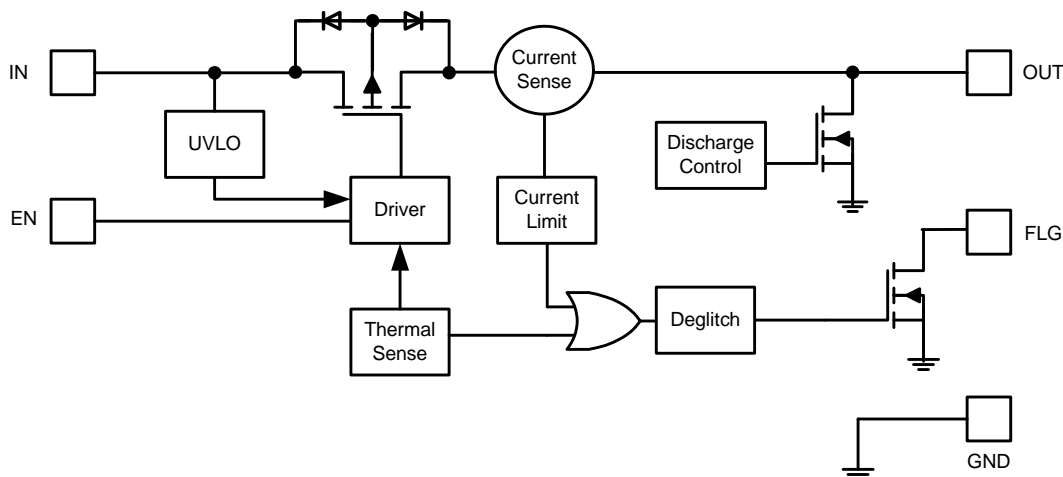 IN
Current
Sense
OUT
UVLO
Discharge
Control
EN
Driver
Current
Limit
FLG
Thermal
Sense
Deglitch
GND